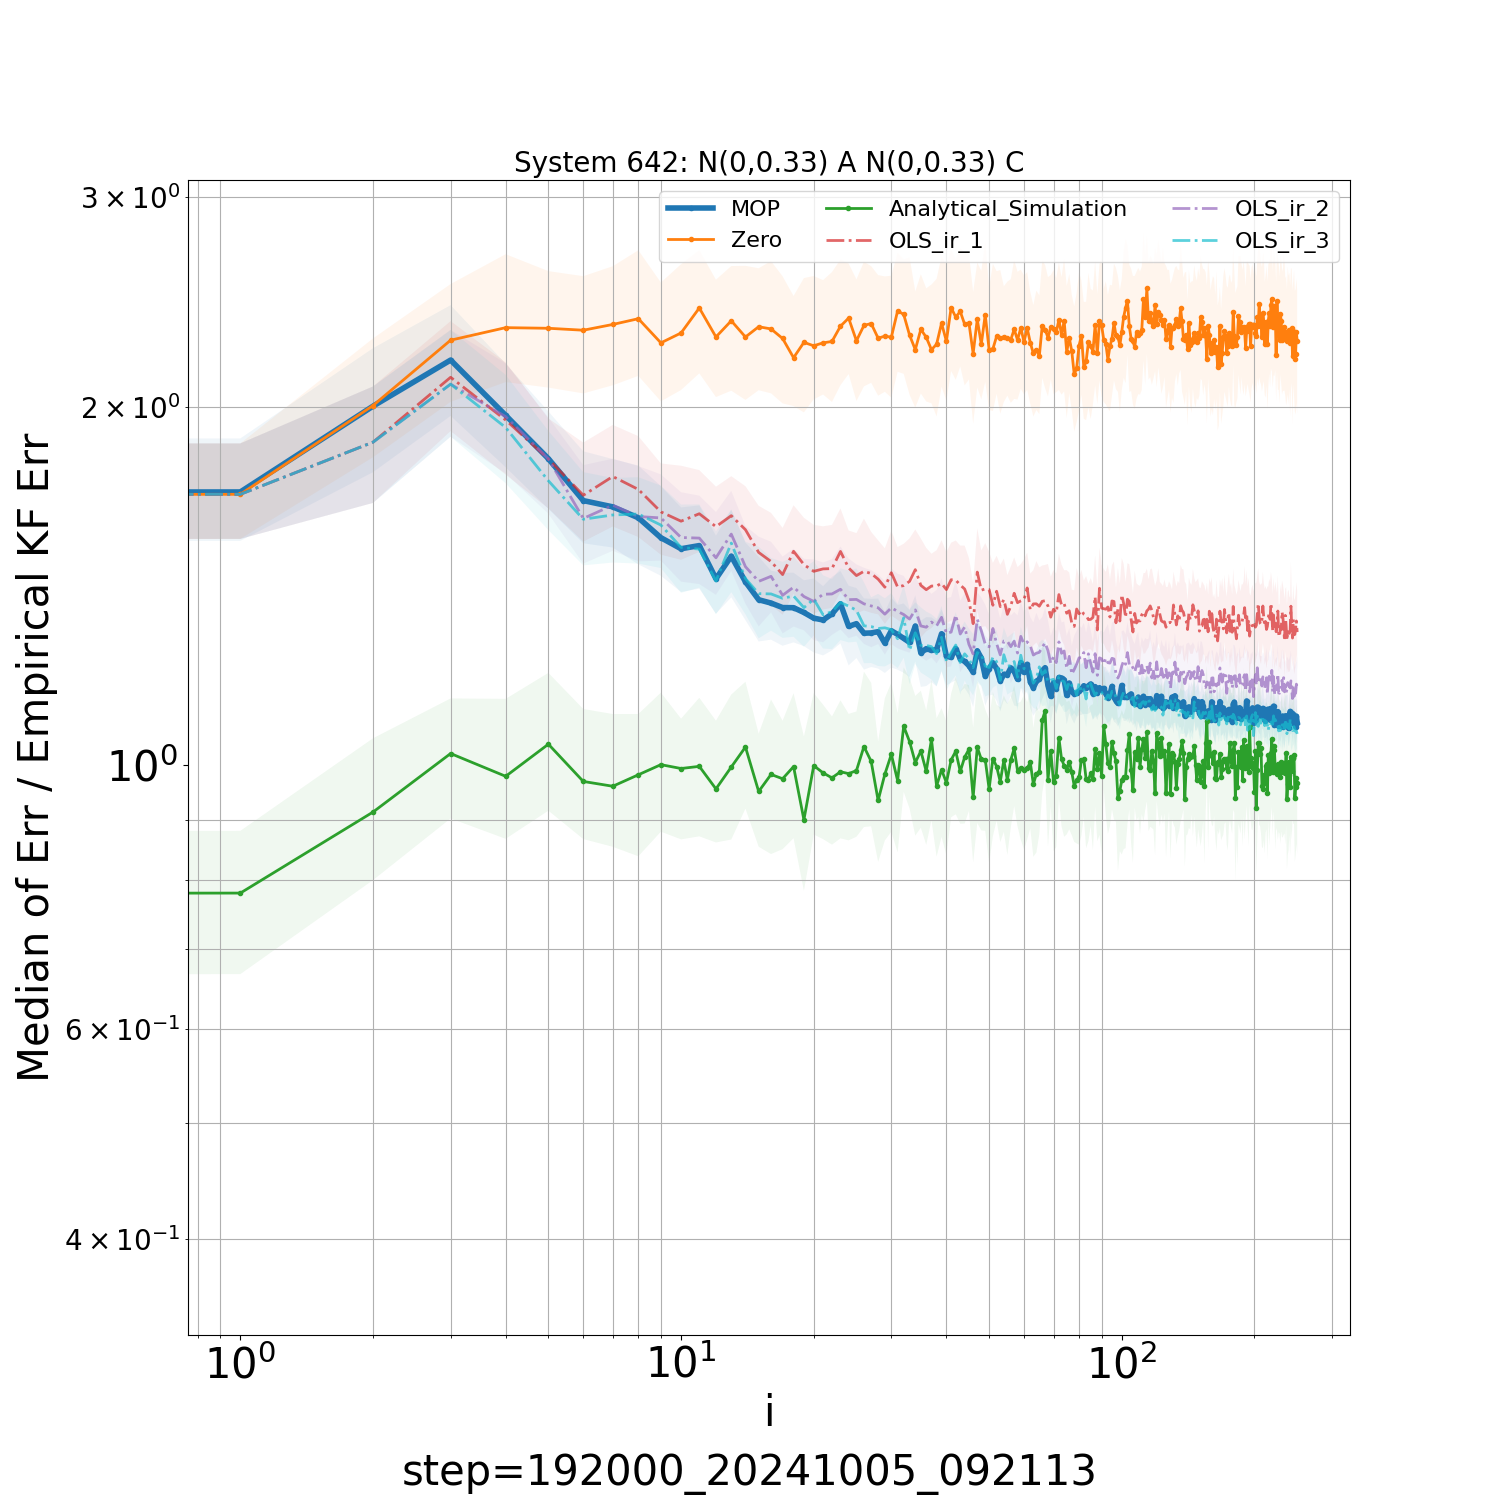 System 642: N(0,0.33) A N(0,0.33) C
MOP
Zero
Analytical_Simulation
OLS_ir_1
OLS_ir_2
OLS_ir_3
Median of Err / Empirical KF Err
3 × 10⁰
2 × 10⁰
10⁰
6 × 10⁻¹
4 × 10⁻¹
10⁰ 10¹ 10²
i
step=192000_20241005_092113